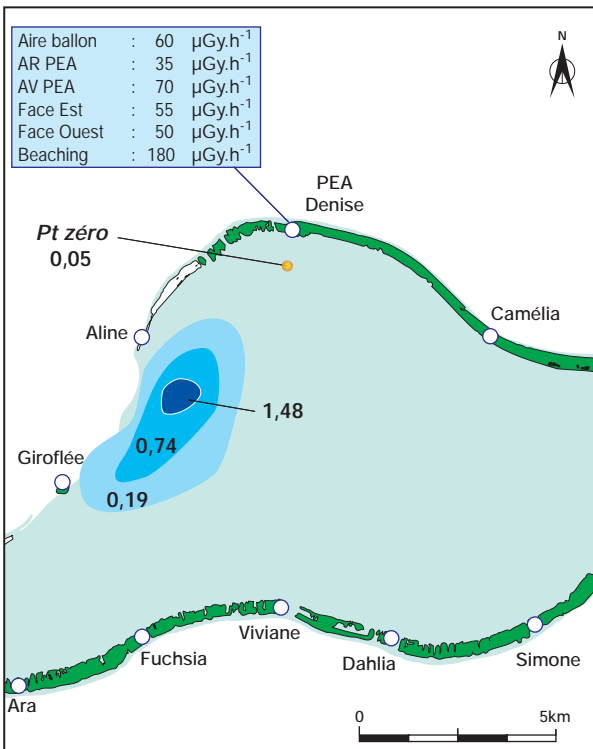 Aire ballon : 60 µGy.h-1
AR PEA : 35 µGy.h-1
AV PEA : 70 µGy.h-1
Face Est : 55 µGy.h-1
Face Ouest : 50 µGy.h-1
Beaching : 180 µGy.h-1
N
PEA
Denise
Pt zéro
0,05
Aline
Camélia
1,48
0,74
Giroflée
0,19
Viviane
Fuchsia
Dahlia
Simone
Ara
0 5km